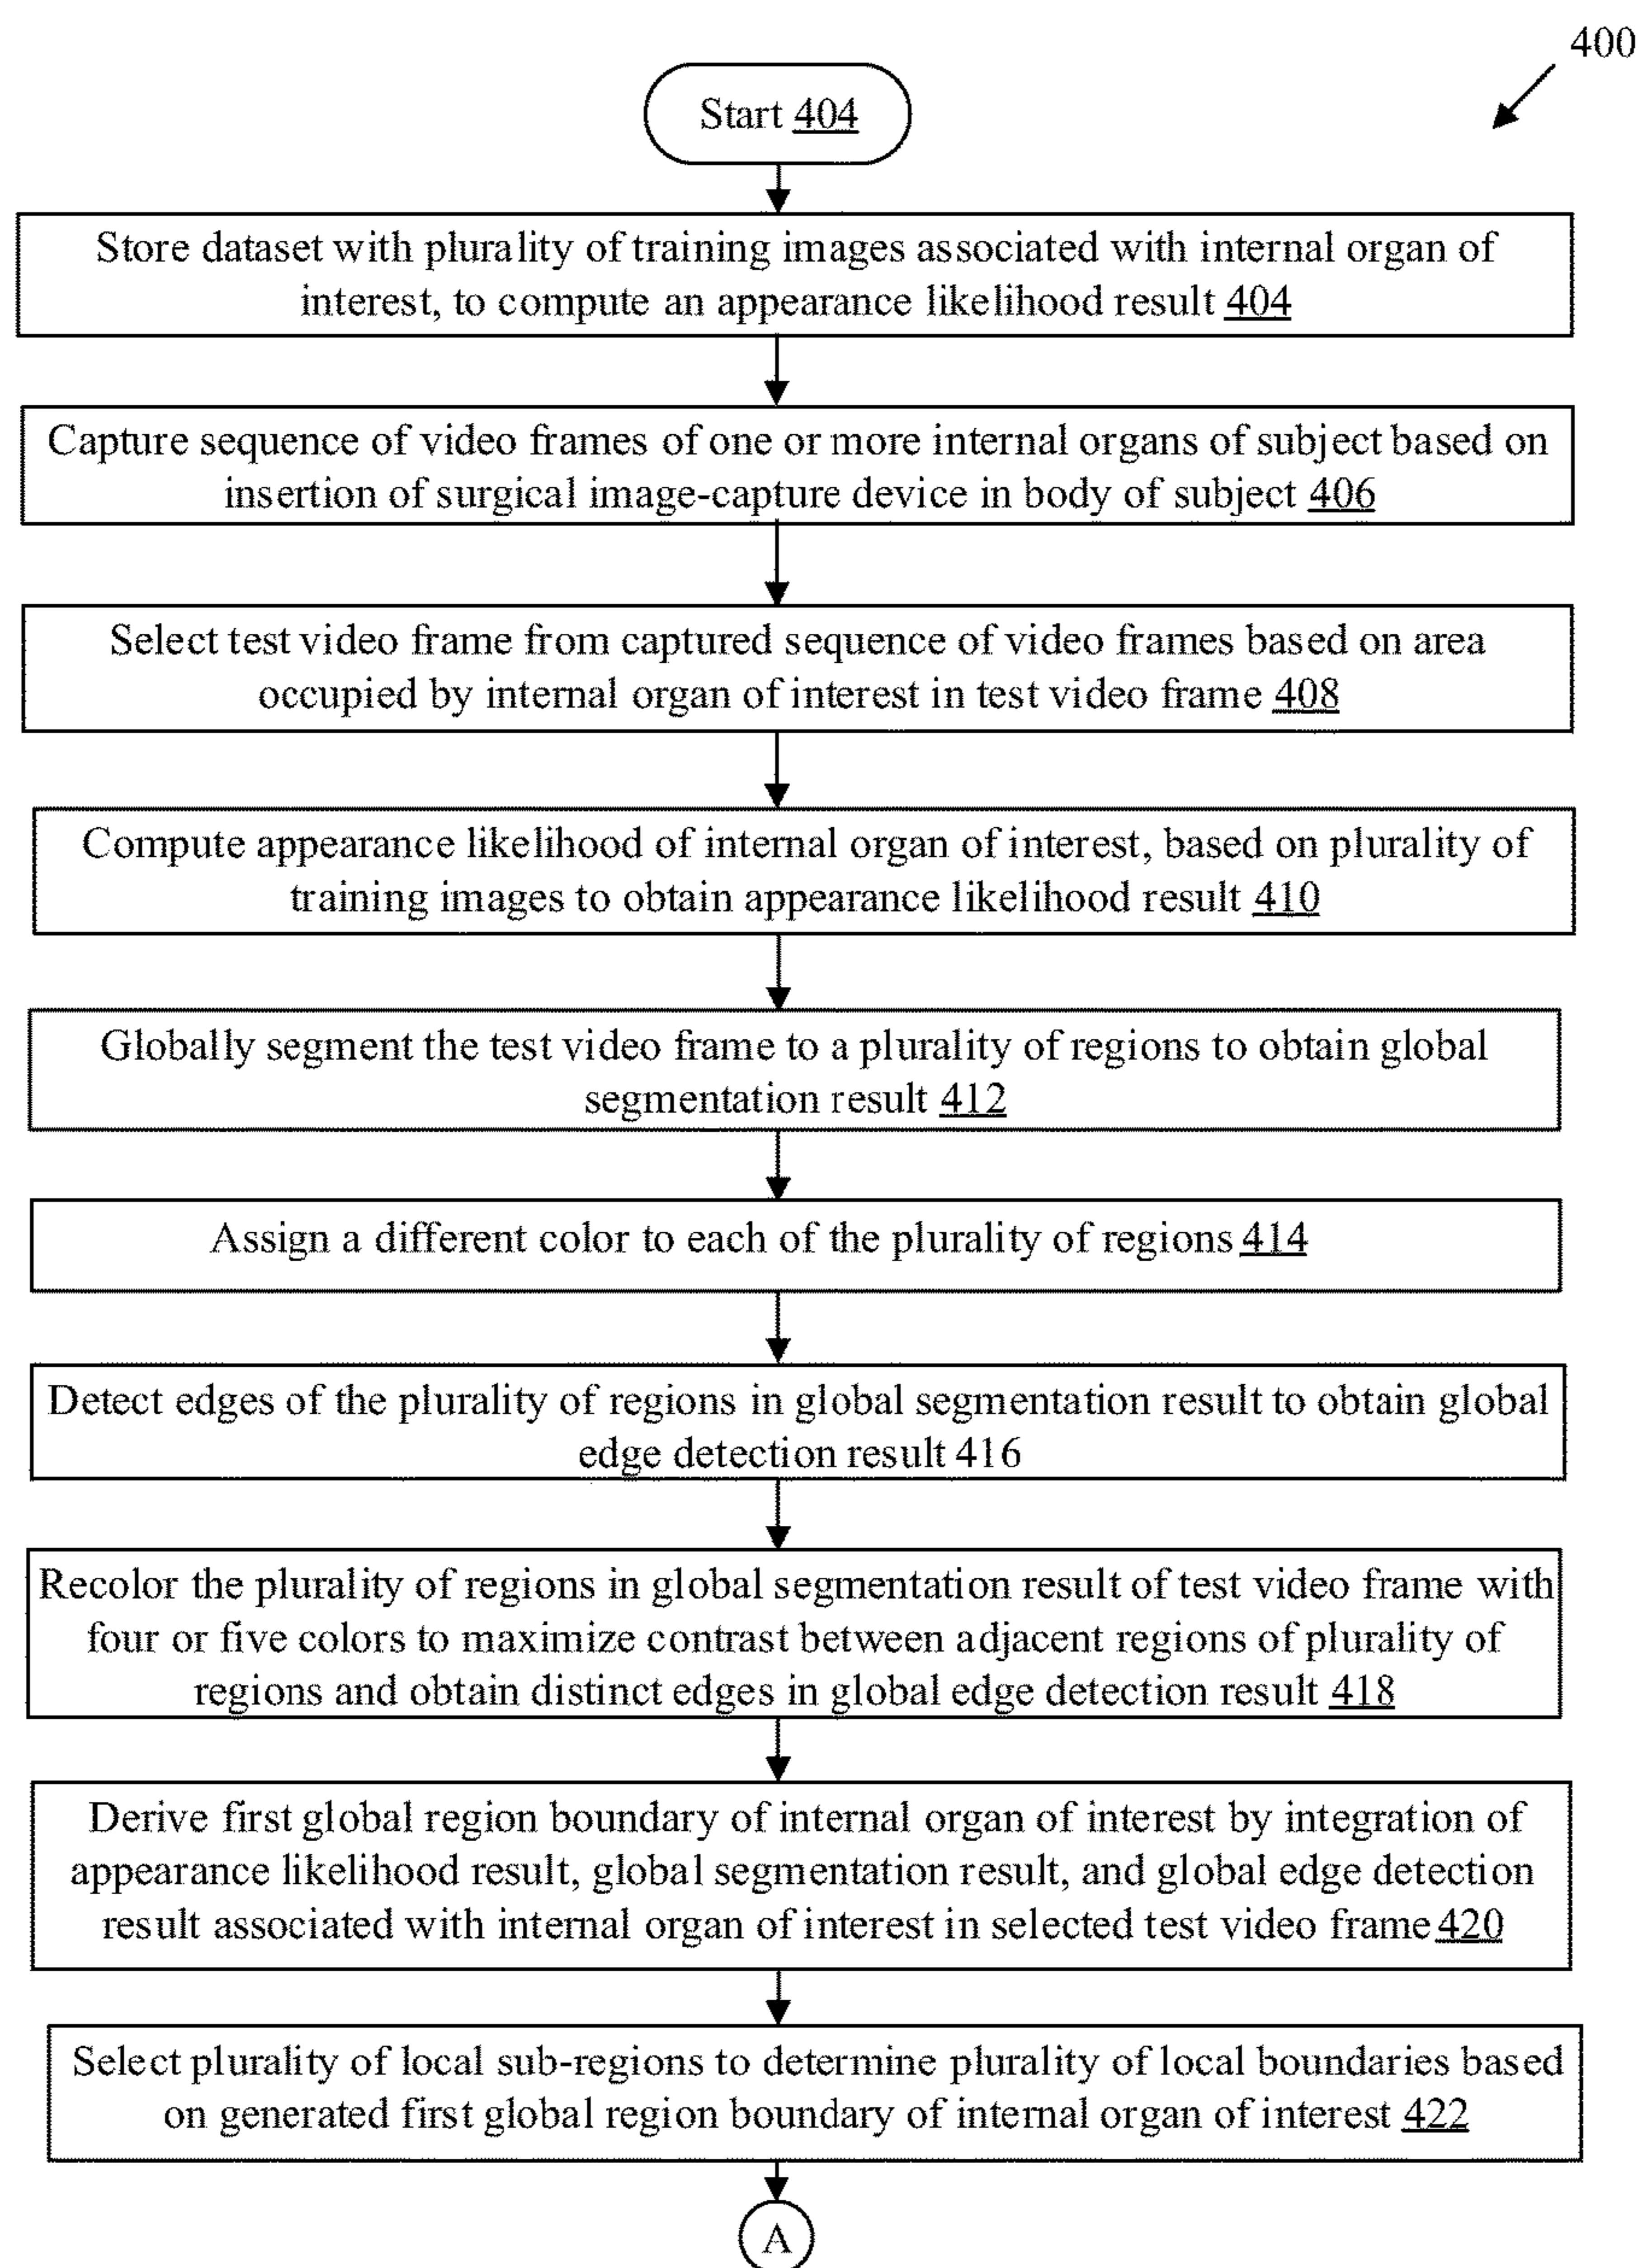 400
Start 404
Store dataset with plurality of training images associated with internal organ of
interest, to compute an appearance likelihood result 404
Capture sequence of video frames of one or more internal organs of subject based on
insertion of surgical image-capture device in body of subject 406
Select test video frame from captured sequence of video frames based on area
occupied by internal organ of interest in test video frame 408
Compute appearance likelihood of internal organ of interest, based on plurality of
training images to obtain appearance likelihood result 410
Globally segment the test video frame to a plurality of regions to obtain global
segmentation result 412
Assign a different color to each of the plurality of regions 414
Detect edges of the plurality of regions in global segmentation result to obtain global
edge detection result 416
Recolor the plurality of regions in global segmentation result of test video frame with
four or five colors to maximize contrast between adjacent regions of plurality of
regions and obtain distinct edges in global edge detection result 418
Derive first global region boundary of internal organ of interest by integration of
appearance likelihood result, global segmentation result, and global edge detection
result associated with internal organ of interest in selected test video frame 420
Select plurality of local sub-regions to determine plurality of local boundaries based
on generated first global region boundary of internal organ of interest 422
A